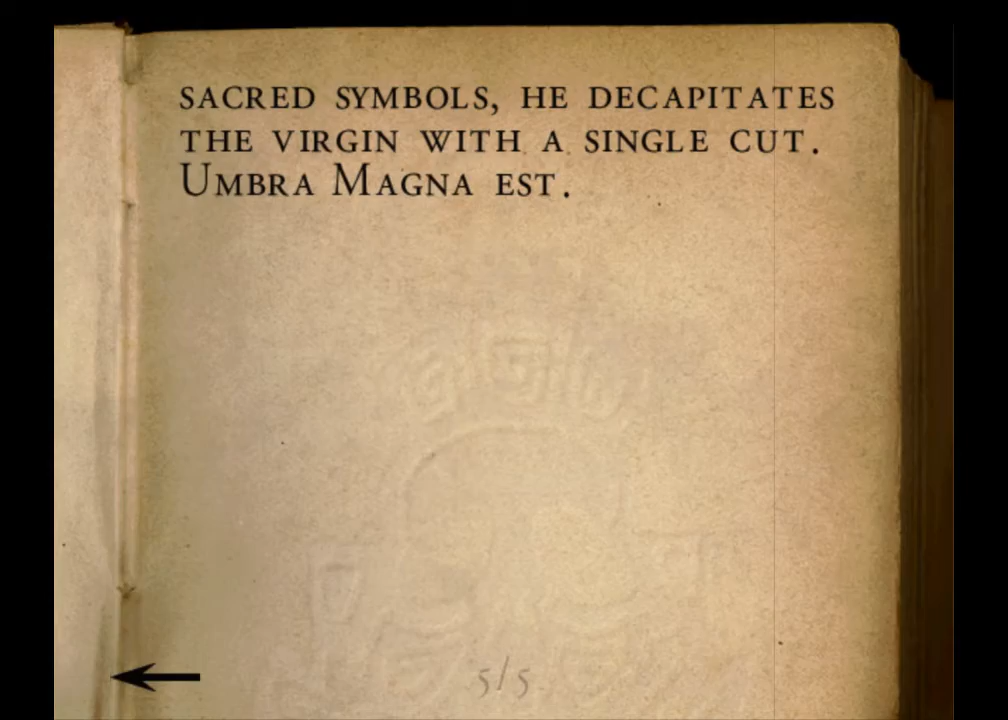 SACRED SYMBOLS, HE DECAPITATES
THE VIRGIN WITH A SINGLE CUT.
UMBRA MAGNA EST.
5/5